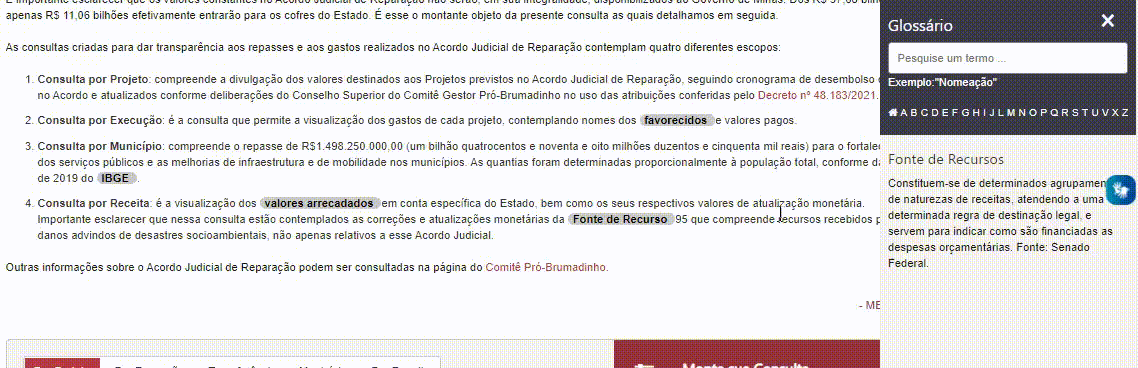 É importante esclarecer que os valores constantes no Acordo Judicial de Reparação não serão, em sua integralidade, disponibilizados ao Governo de Minas. Dos R$
apenas R$ 11,06 bilhões efetivamente entrarão para os cofres do Estado. É esse o montante objeto da presente consulta as quais detalhamos em seguida.
As consultas criadas para dar transparência aos repasses e aos gastos realizados no Acordo Judicial de Reparação contemplam quatro diferentes escopos:
1. Consulta por Projeto: compreende a divulgação dos valores destinados aos Projetos previstos no Acordo Judicial de Reparação, seguindo cronograma de desembolso
no Acordo e atualizados conforme deliberações do Conselho Superior do Comitê Gestor Pró-Brumadinho no uso das atribuições conferidas pelo Decreto nº 48.183/2021.
2. Consulta por Execução: é a consulta que permite a visualização dos gastos de cada projeto, contemplando nomes dos favorecidos e valores pagos.
3. Consulta por Município: compreende o repasse de R$1.498.250.000,00 (um bilhão quatrocentos e noventa e oito milhões duzentos e cinquenta mil reais) para o fortalec
dos serviços públicos e as melhorias de infraestrutura e de mobilidade nos municípios. As quantias foram determinadas proporcionalmente à população total, conforme da
de 2019 do IBGE.
4. Consulta por Receita: é a visualização dos valores arrecadados em conta específica do Estado, bem como os seus respectivos valores de atualização monetária.
Importante esclarecer que nessa consulta estão contemplados as correções e atualizações monetárias da Fonte de Recurso 95 que compreende recursos recebidos p
danos advindos de desastres socioambientais, não apenas relativos a esse Acordo Judicial.
Outras informações sobre o Acordo Judicial de Reparação podem ser consultadas na página do Comitê Pró-Brumadinho.
- ME
Monte sua Consulta
Glossário
×
Pesquise um termo ...
Exemplo:"Nomeação"
A B C D E F G H I J L M N O P Q R S T U V X Z
Fonte de Recursos
Constituem-se de determinados agrupamen
de naturezas de receitas, atendendo a uma
determinada regra de destinação legal, e
servem para indicar como são financiadas as
despesas orçamentárias. Fonte: Senado
Federal.